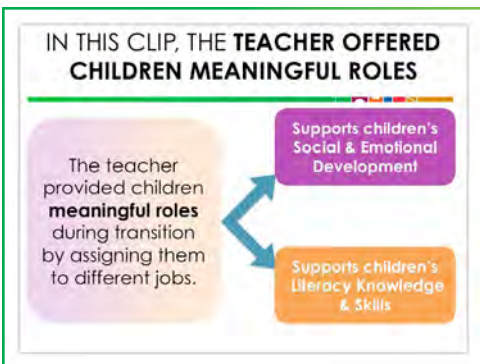 IN THIS CLIP, THE TEACHER OFFERED
CHILDREN MEANINGFUL ROLES
The teacher
provided children
meaningful roles
during transition
by assigning them
to different jobs.
Supports children's
Social & Emotional
Development
Supports children's
Literacy Knowledge
& Skills